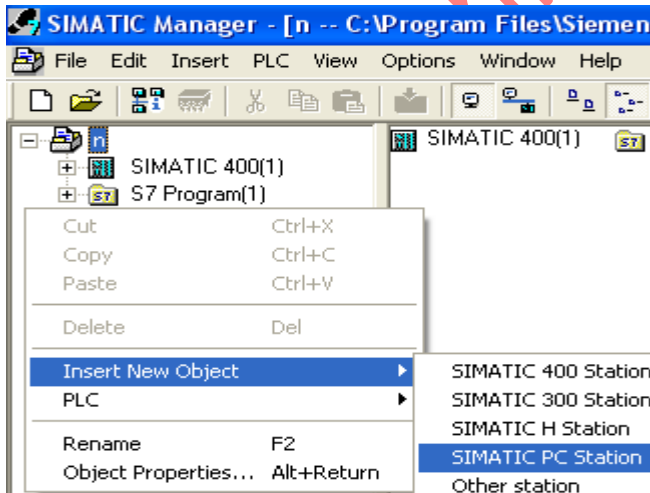 SIMATIC Manager - [n -- C:\Program Files\Siemen
File Edit Insert PLC View Options Window Help
n
SIMATIC 400(1)
S7 Program(1)
SIMATIC 400(1)
Cut Ctrl+X
Copy Ctrl+C
Paste Ctrl+V
Delete Del
Insert New Object
PLC
Rename F2
Object Properties... Alt+Return
SIMATIC 400 Station
SIMATIC 300 Station
SIMATIC H Station
SIMATIC PC Station
Other station